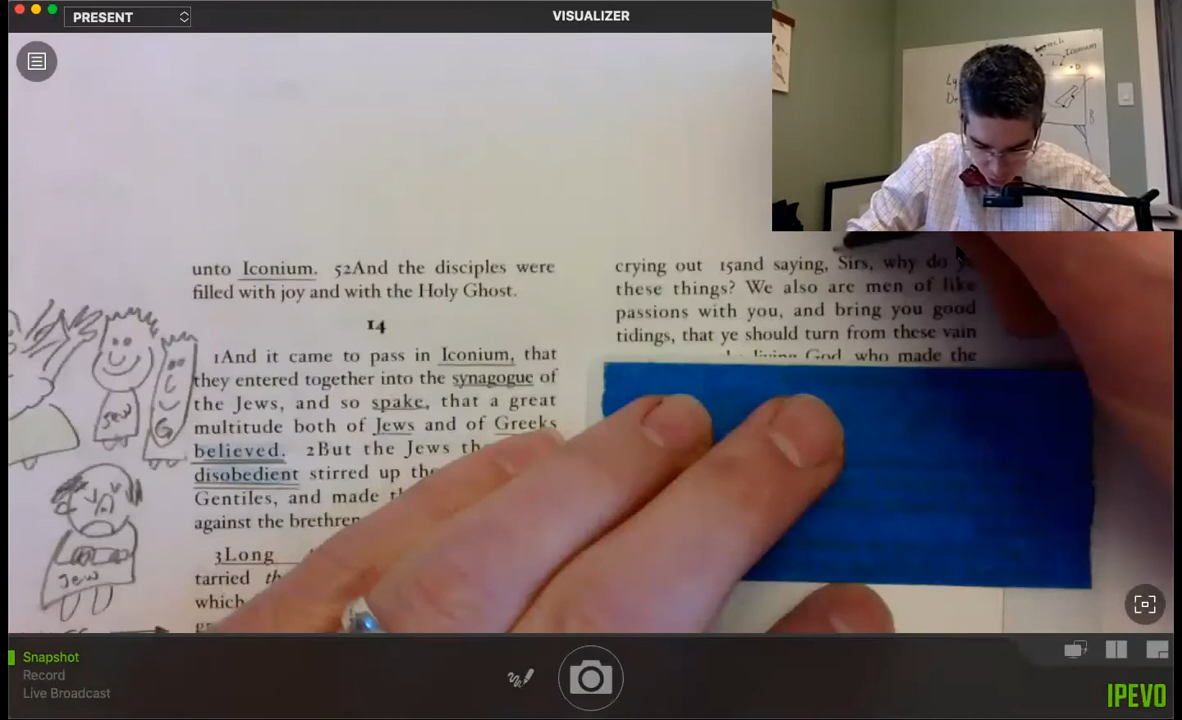 PRESENT
VISUALIZER
Iconium
unto Iconium. 52And the disciples were
filled with joy and with the Holy Ghost.
14
1And it came to pass in Iconium, that
they entered together into the synagogue of
the Jews, and so spake, that a great
multitude both of Jews and of Greeks
believed. 2But the Jews
disobedient stirred up the
Gentiles, and made
against the brethren
3Long
tarried
which
Jew
G
Jew
crying out 15and saying, Sirs, why do
these things? We also are men of like
passions with you, and bring you good
tidings, that ye should turn from these vain
living God, who made the
Snapshot
Record
Live Broadcast
IPEVO